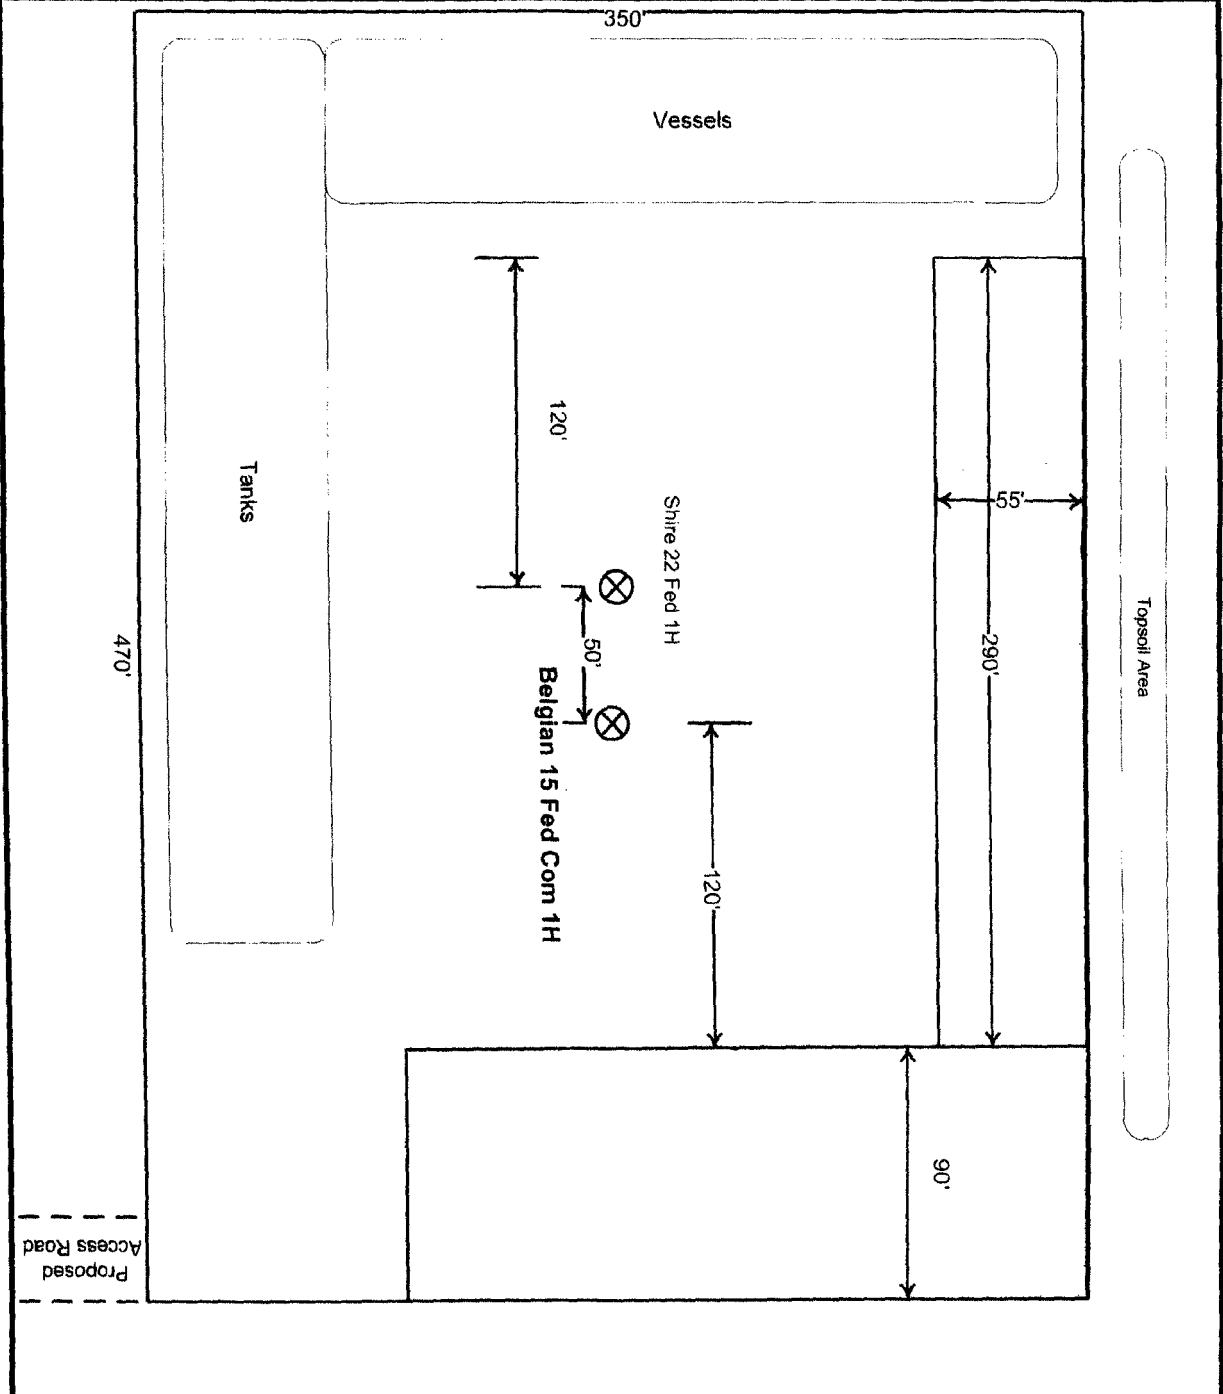 350'
Vessels
120'
Tanks
55'
Shire 22 Fed 1H
Topsoil Area
290'
50'
470'
Belgian 15 Fed Com 1H
120'
90'
Proposed
Access Road